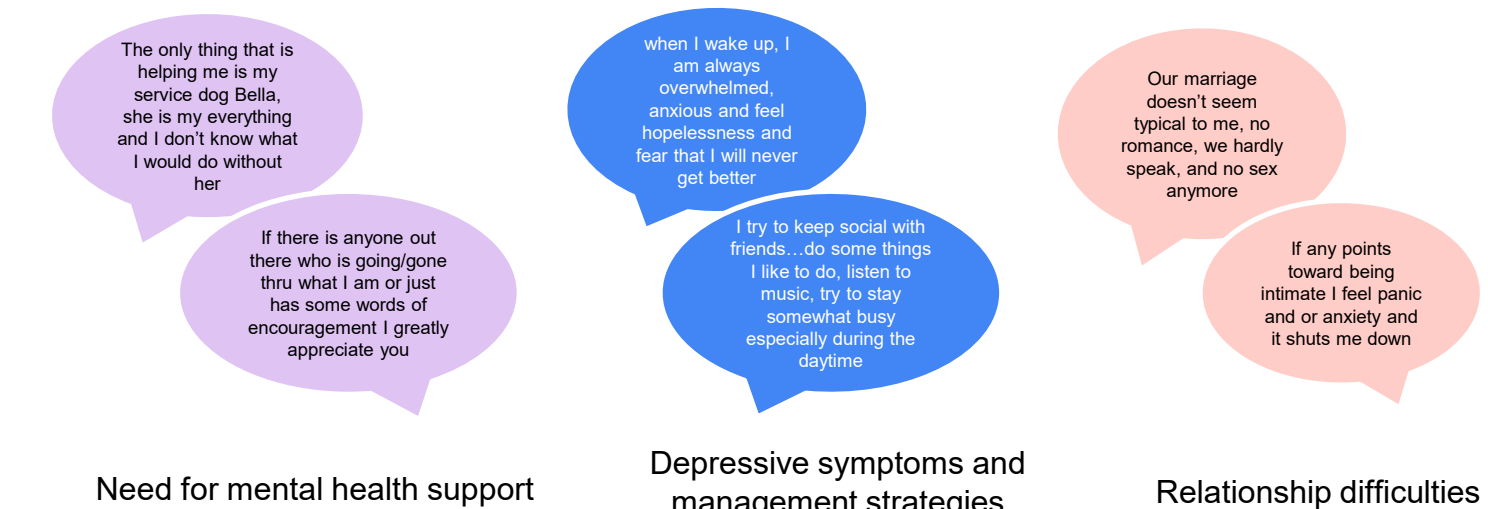 The only thing that is
helping me is my
service dog Bella,
she is my everything
and I don’t know what
I would do without
her
If there is anyone out
there who is going/gone
thru what I am or just
has some words of
encouragement I greatly
appreciate you
Need for mental health support
when I wake up, I
am always
overwhelmed,
anxious and feel
hopelessness and
fear that I will never
get better
I try to keep social with
friends…do some things
I like to do, listen to
music, try to stay
somewhat busy
especially during the
daytime
Depressive symptoms and
management strategies
Our marriage
doesn’t seem
typical to me, no
romance, we hardly
speak, and no sex
anymore
If any points
toward being
intimate I feel panic
and or anxiety and
it shuts me down
Relationship difficulties